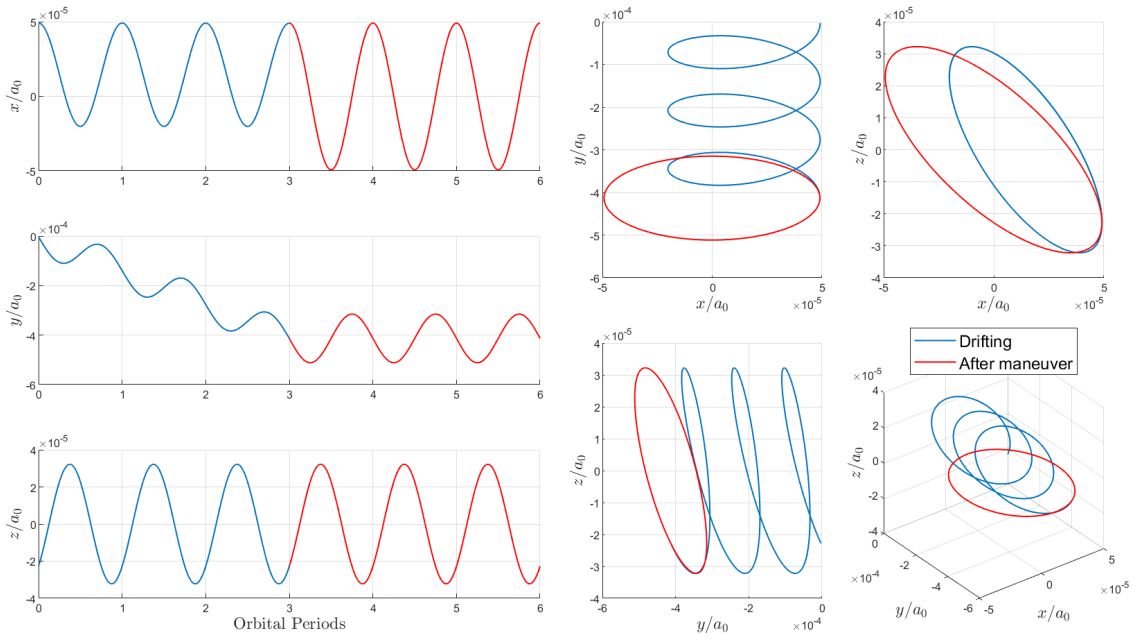 ×10⁻⁵
5
0
-5
x/a₀
0 1 2 3 4 5 6
×10⁻⁴
0
-2
-4
-6
y/a₀
0 1 2 3 4 5 6
×10⁻⁵
4
2
0
-2
-4
z/a₀
0 1 2 3 4 5 6
Orbital Periods
×10⁻⁴
0
-1
-2
-3
-4
-5
-6
y/a₀
-5 0 5
x/a₀
×10⁻⁵
×10⁻⁵
4
3
2
1
0
-1
-2
-3
-4
z/a₀
-5 0 5
x/a₀
×10⁻⁵
×10⁻⁵
4
3
2
1
0
-1
-2
-3
-4
z/a₀
-6 -4 -2 0
y/a₀
×10⁻⁴
Drifting
After maneuver
×10⁻⁵
4
2
0
-2
-4
z/a₀
0
-2
-4
-6
×10⁻⁴
y/a₀
-5
0
5
×10⁻⁵
x/a₀